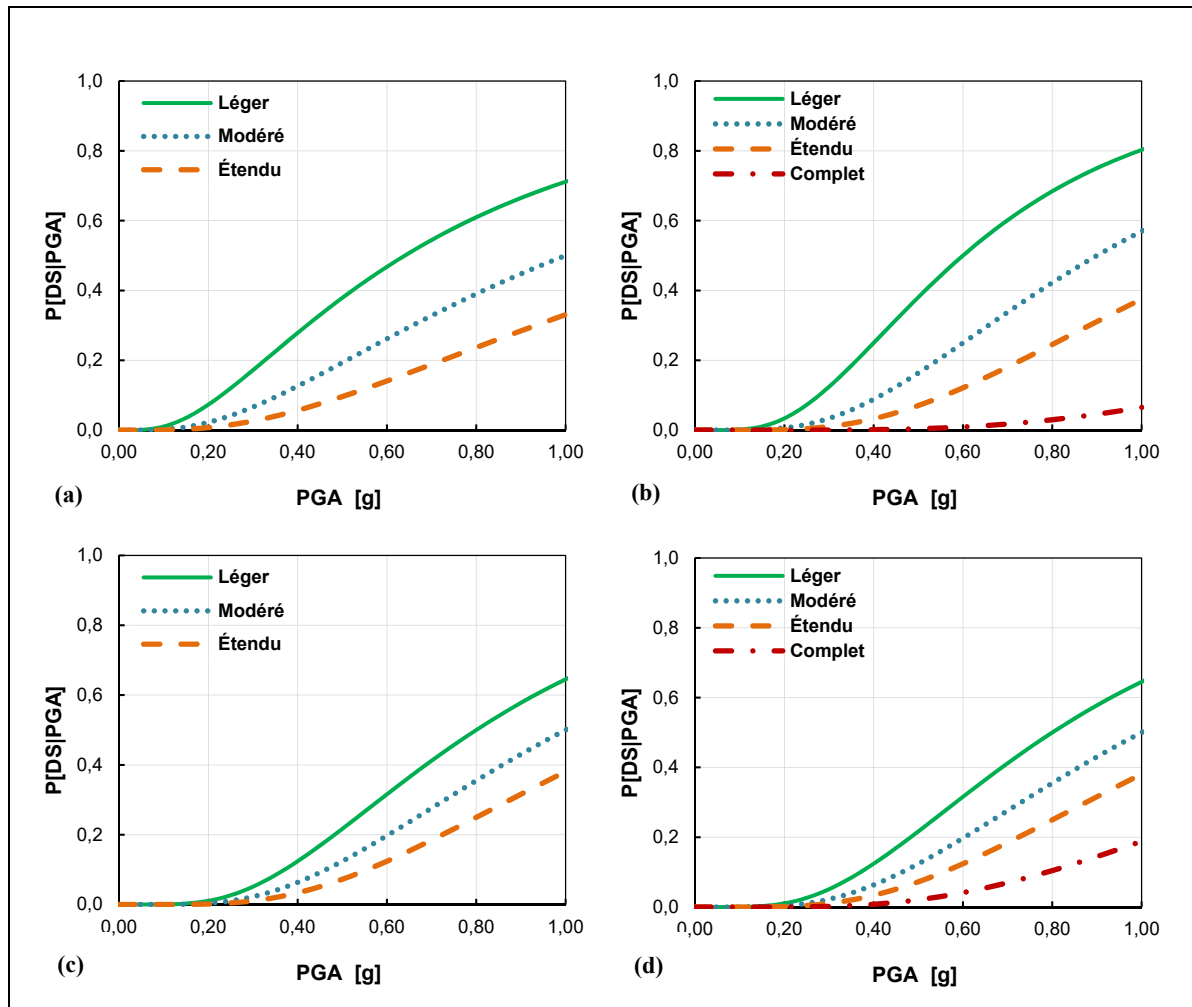 1,0
0,8
0,6
0,4
0,2
0,0
P[DS|PGA]
Léger
Modéré
Étendu
0,00 0,20 0,40 0,60 0,80 1,00
(a) PGA [g]
1,0
0,8
0,6
0,4
0,2
0,0
P[DS|PGA]
Léger
Modéré
Étendu
Complet
0,00 0,20 0,40 0,60 0,80 1,00
(b) PGA [g]
1,0
0,8
0,6
0,4
0,2
0,0
P[DS|PGA]
Léger
Modéré
Étendu
0,00 0,20 0,40 0,60 0,80 1,00
(c) PGA [g]
1,0
0,8
0,6
0,4
0,2
0,0
P[DS|PGA]
Léger
Modéré
Étendu
Complet
0,00 0,20 0,40 0,60 0,80 1,00
(d) PGA [g]